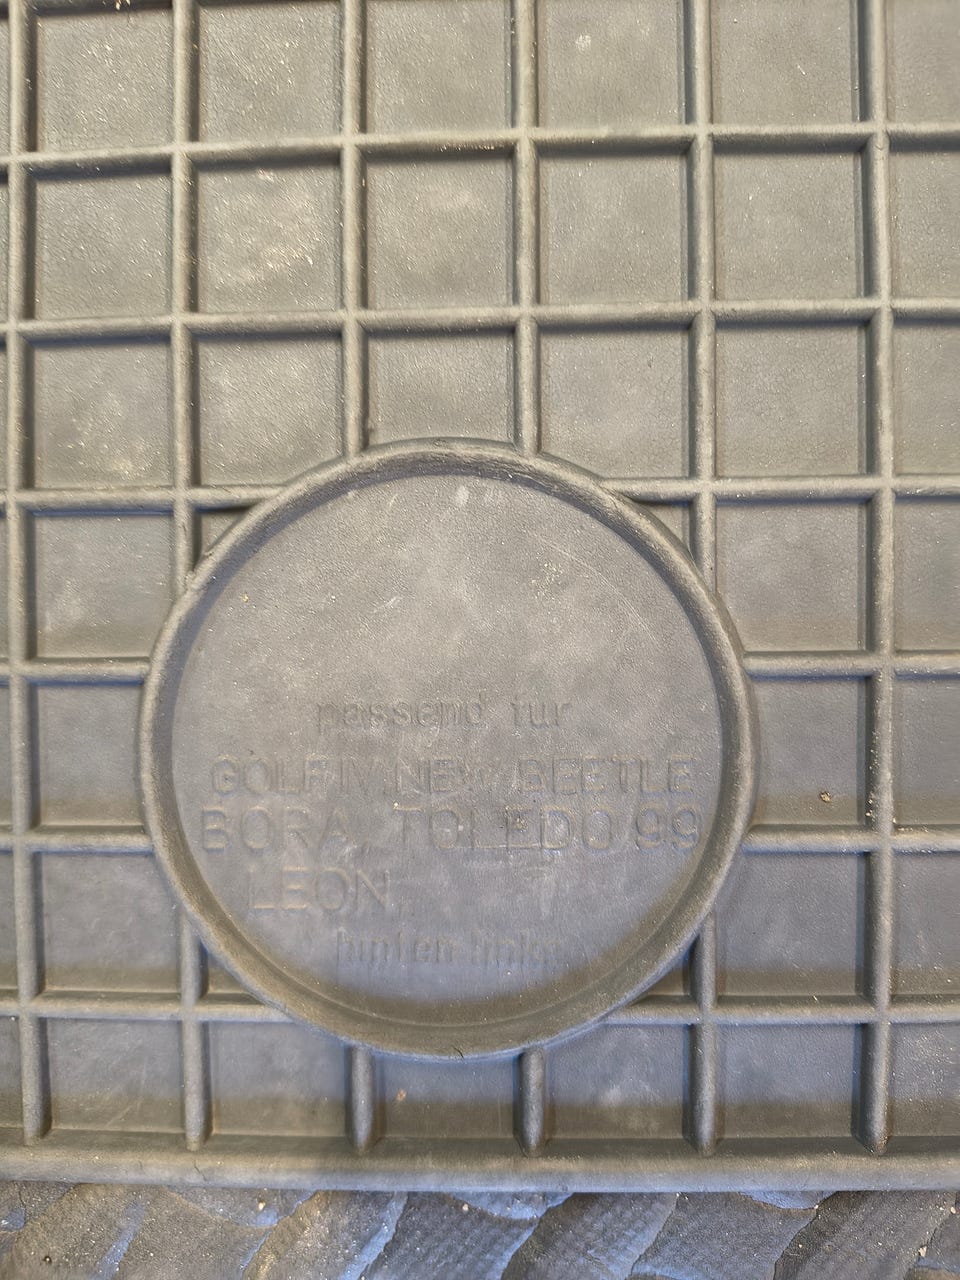 passend für
GOLF IV, NEW BEETLE
BORA, TOLEDO 99
LEON
hinten links